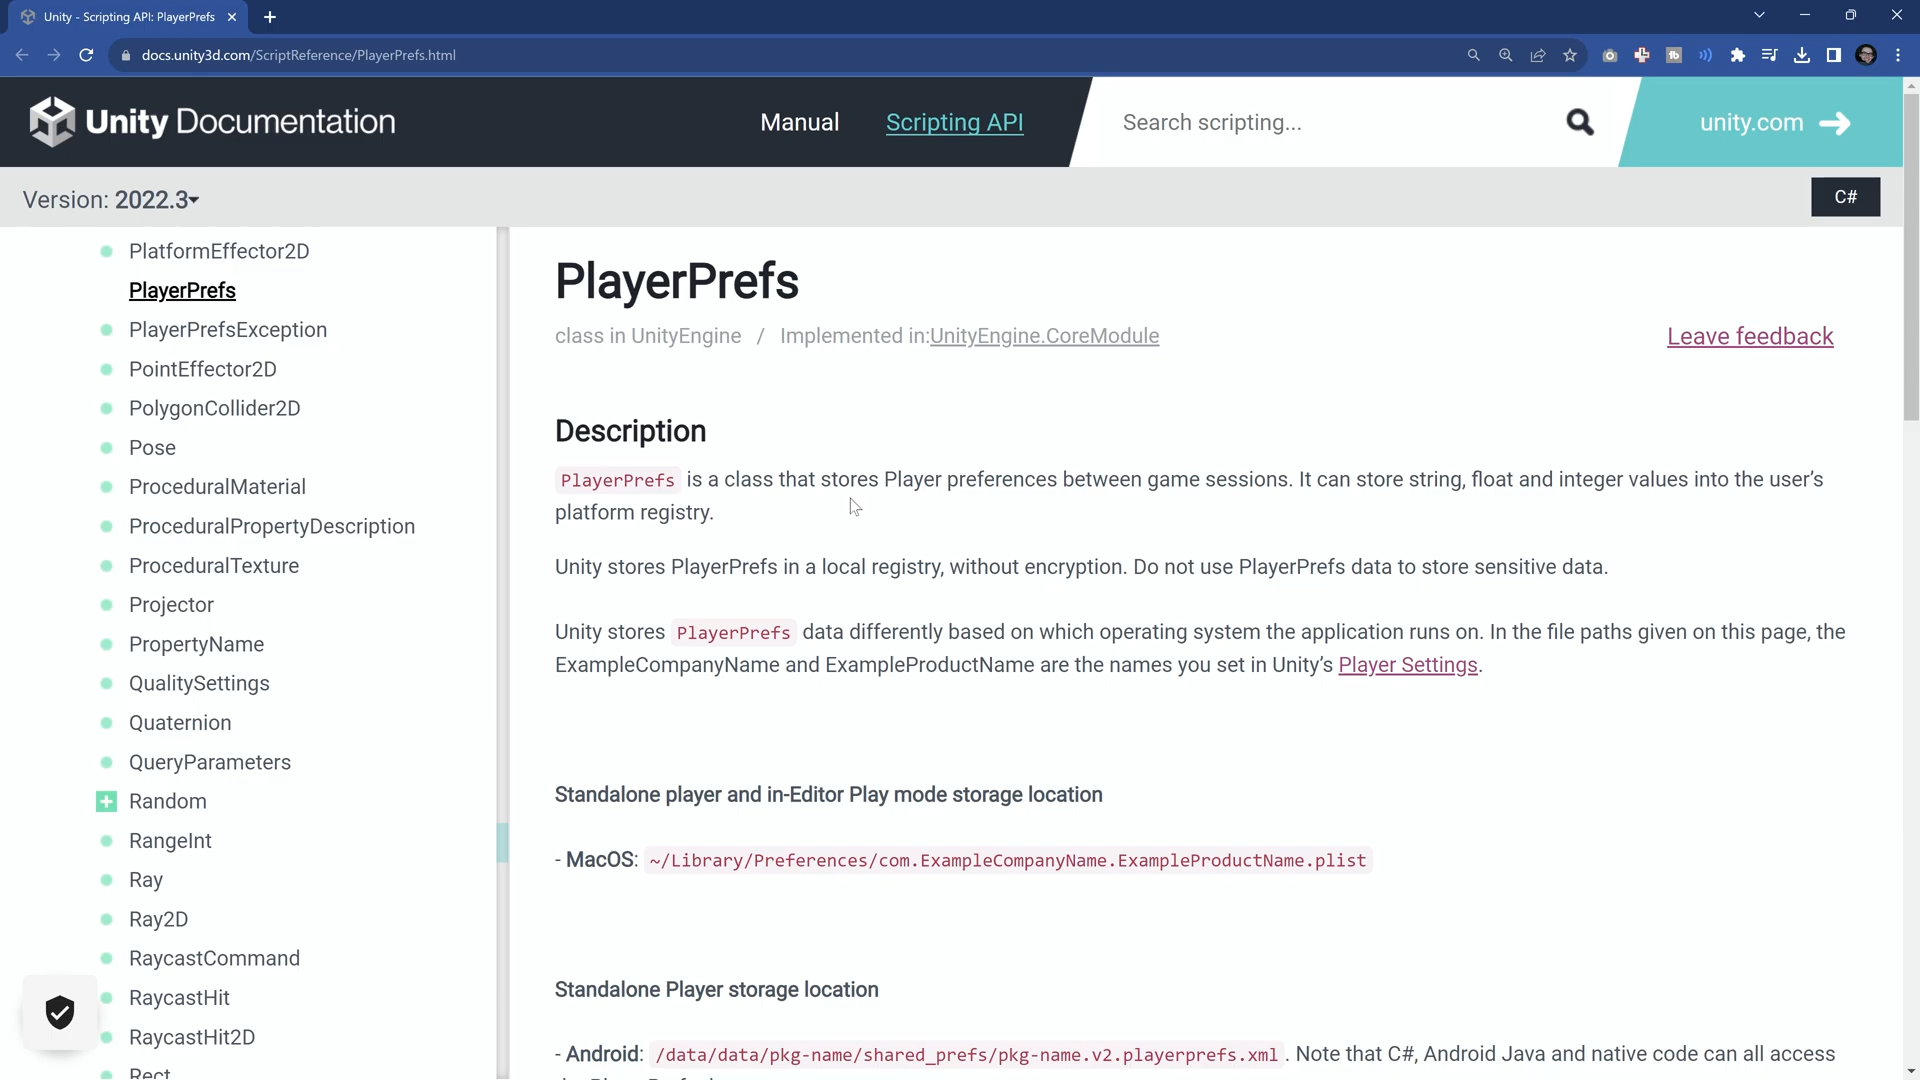 Unity - Scripting API: PlayerPrefs
docs.unity3d.com/ScriptReference/PlayerPrefs.html
tb
Unity Documentation
Manual
Scripting API
Search scripting...
unity.com
Version: 2022.3
C#
PlatformEffector2D
PlayerPrefs
PlayerPrefsException
PointEffector2D
PolygonCollider2D
Pose
ProceduralMaterial
ProceduralPropertyDescription
ProceduralTexture
Projector
PropertyName
QualitySettings
Quaternion
QueryParameters
Random
RangeInt
Ray
Ray2D
RaycastCommand
RaycastHit
RaycastHit2D
Rect
PlayerPrefs
class in UnityEngine / Implemented in:UnityEngine.CoreModule
Leave feedback
Description
PlayerPrefs is a class that stores Player preferences between game sessions. It can store string, float and integer values into the user’s
platform registry.
Unity stores PlayerPrefs in a local registry, without encryption. Do not use PlayerPrefs data to store sensitive data.
Unity stores PlayerPrefs data differently based on which operating system the application runs on. In the file paths given on this page, the
ExampleCompanyName and ExampleProductName are the names you set in Unity’s Player Settings.
Standalone player and in-Editor Play mode storage location
- MacOS: ~/Library/Preferences/com.ExampleCompanyName.ExampleProductName.plist
Standalone Player storage location
- Android: /data/data/pkg-name/shared_prefs/pkg-name.v2.playerprefs.xml . Note that C#, Android Java and native code can all access